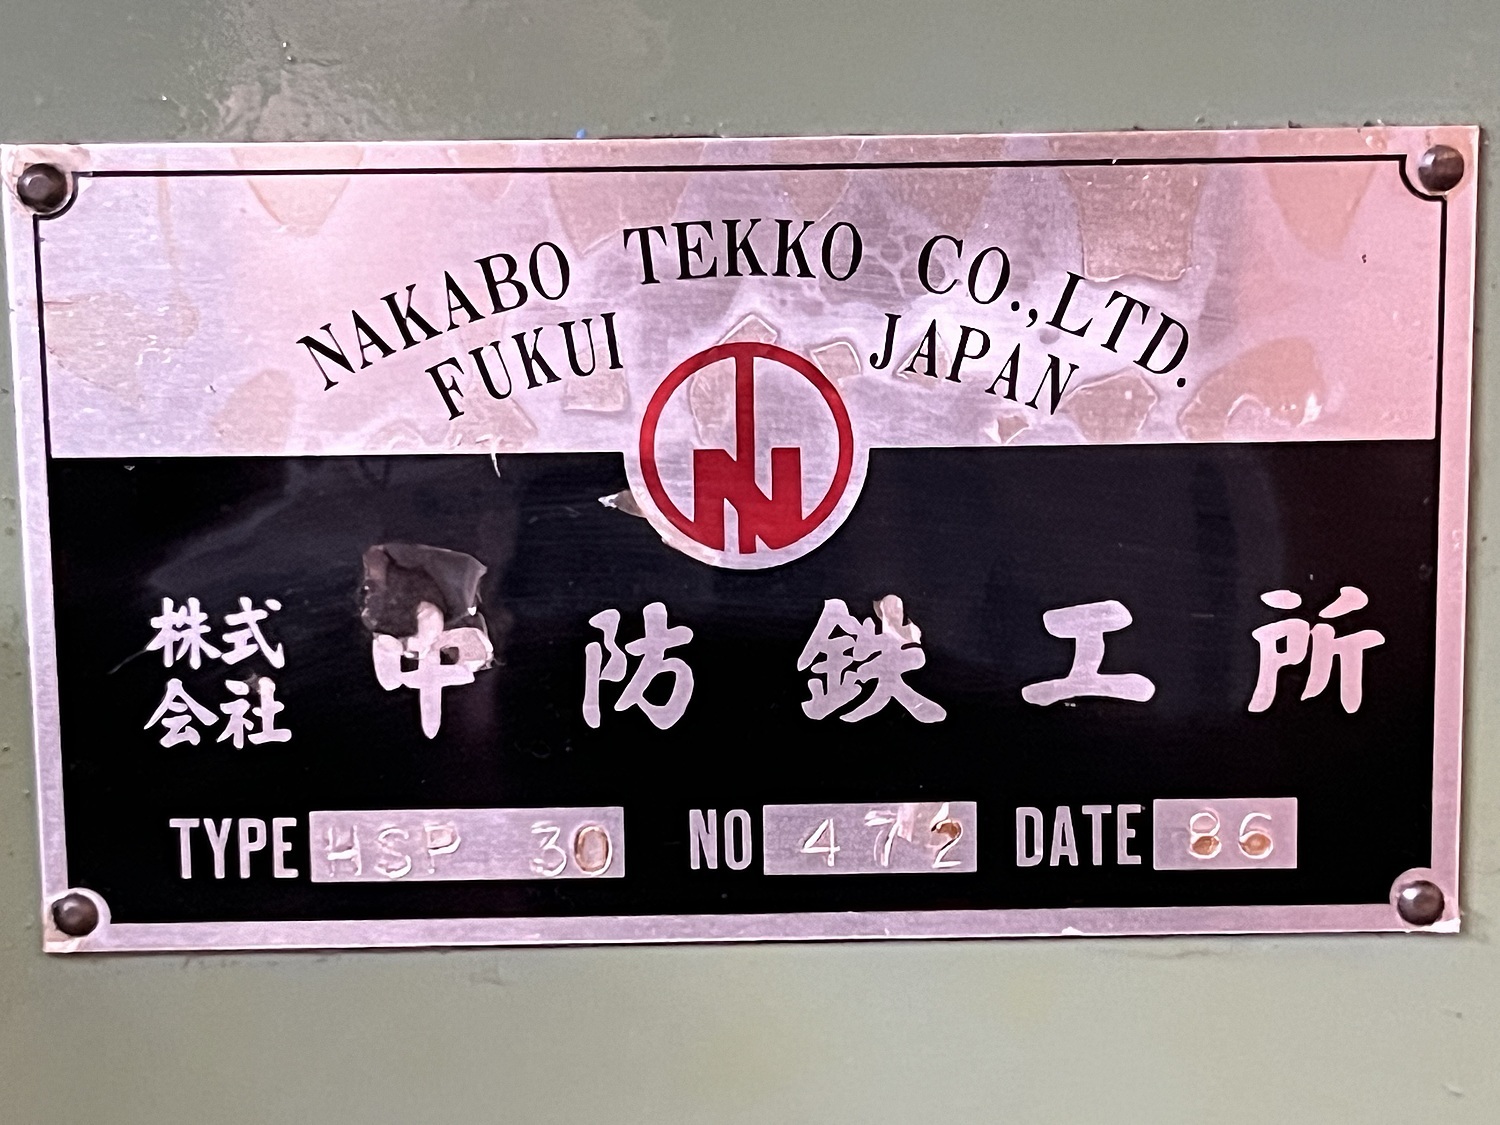 NAKABO TEKKO CO.,LTD.
FUKUI JAPAN
株式会社 中防鉄工所
TYPE HSP 30 NO 472 DATE 86